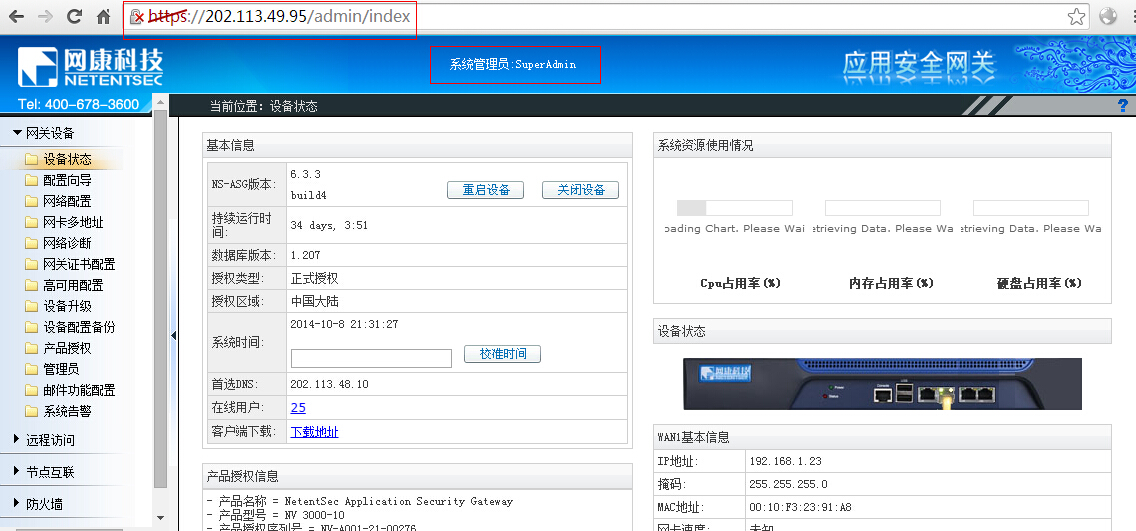 https://202.113.49.95/admin/index
网康科技
NETENTSEC
Tel: 400-678-3600
系统管理员:SuperAdmin
应用安全网关
当前位置: 设备状态
?
网关设备
设备状态
配置向导
网络配置
网卡多地址
网络诊断
网关证书配置
高可用配置
设备升级
设备配置备份
产品授权
管理员
邮件功能配置
系统告警
远程访问
节点互联
防火墙
基本信息
NS-ASG版本: 6.3.3
build4
重启设备 关闭设备
持续运行时间: 34 days, 3:51
数据库版本: 1.207
授权类型: 正式授权
授权区域: 中国大陆
系统时间: 2014-10-8 21:31:27
校准时间
首选DNS: 202.113.48.10
在线用户: 25
客户端下载: 下载地址
产品授权信息
- 产品名称 = NetentSec Application Security Gateway
- 产品型号 = NV 3000-10
- 产品授权序列号 = NV-A001-21-00276
系统资源使用情况
oading Chart. Please Wai
etrieving Data. Please Wa
etrieving Data. Please Wa
Cpu占用率(%) 内存占用率(%) 硬盘占用率(%)
设备状态
网康科技
WAN1基本信息
IP地址: 192.168.1.23
掩码: 255.255.255.0
MAC地址: 00:10:F3:23:91:A8
网卡速度: 未知